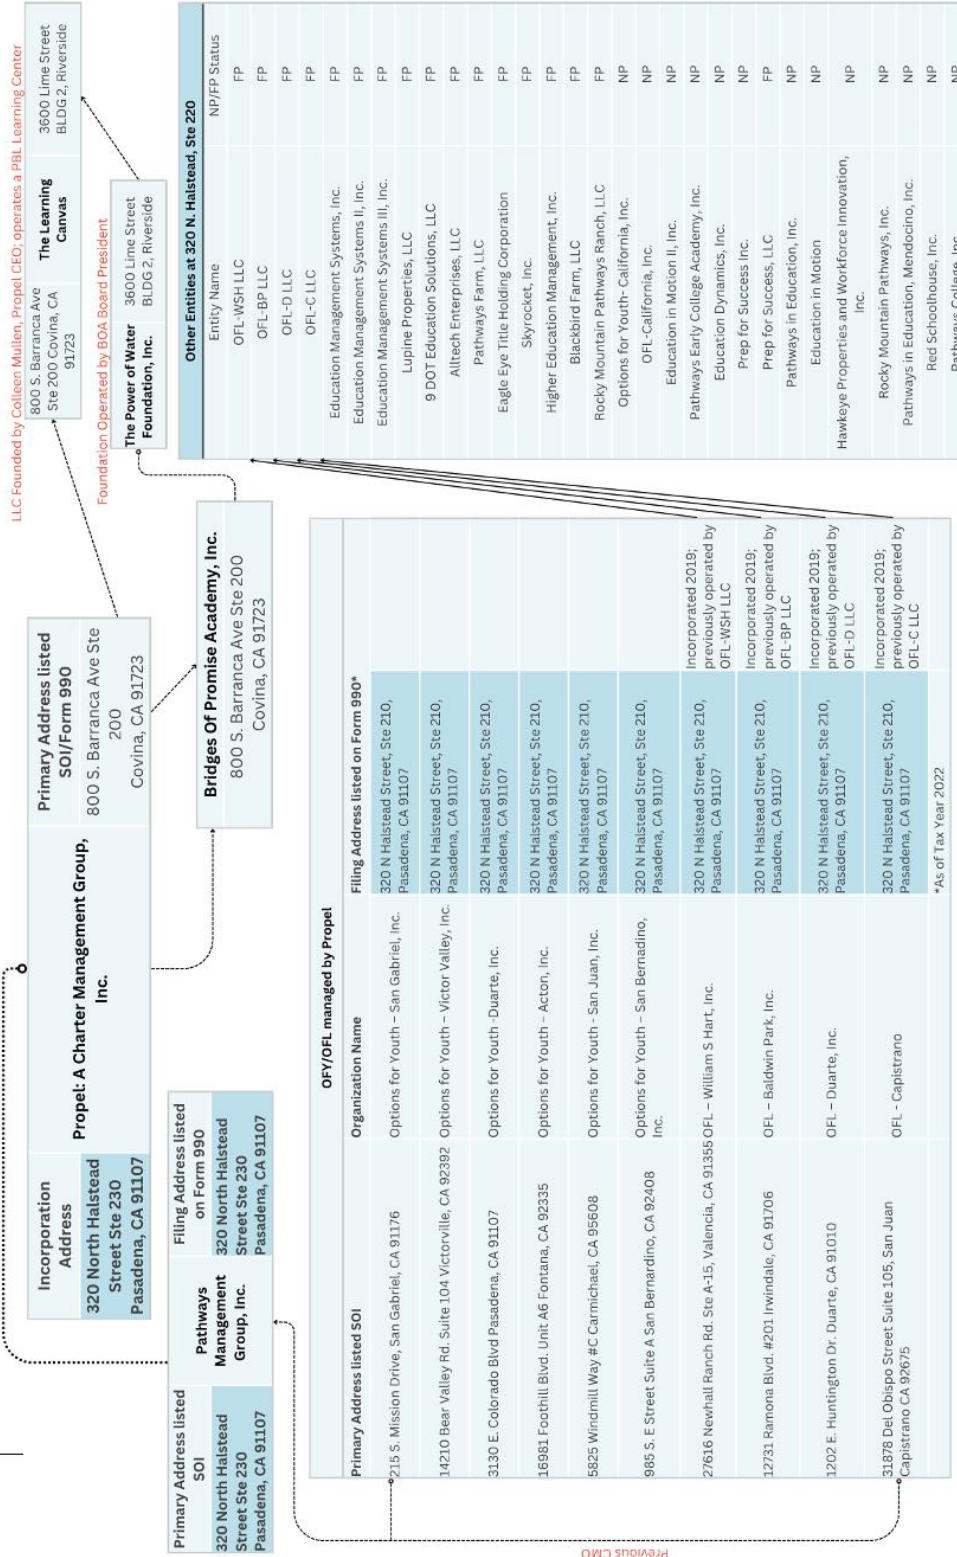 LLC Founded by Colleen Mullen, Propel CEO; operates a PBL Learning Center
Incorporation
Address
320 North Halstead
Street Ste 230
Pasadena, CA 91107
Propel: A Charter Management Group,
Inc.
Primary Address listed
SOI/Form 990
800 S. Barranca Ave Ste
200
Covina, CA 91723
800 S. Barranca Ave
Ste 200 Covina, CA
91723
The Learning
Canvas
3600 Lime Street
BLDG 2, Riverside
Foundation Operated by BOA Board President
The Power of Water
Foundation, Inc.
3600 Lime Street
BLDG 2, Riverside
Primary Address listed
SOI
320 North Halstead
Street Ste 230
Pasadena, CA 91107
Pathways
Management
Group, Inc.
Filing Address listed
on Form 990
320 North Halstead
Street Ste 230
Pasadena, CA 91107
Bridges Of Promise Academy, Inc.
800 S. Barranca Ave Ste 200
Covina, CA 91723
OFY/OFL managed by Propel
Primary Address listed SOI
Organization Name
Filing Address listed on Form 990*
215 S. Mission Drive, San Gabriel, CA 91176
Options for Youth – San Gabriel, Inc.
320 N Halstead Street, Ste 210,
Pasadena, CA 91107
14210 Bear Valley Rd. Suite 104 Victorville, CA 92392
Options for Youth – Victor Valley, Inc.
320 N Halstead Street, Ste 210,
Pasadena, CA 91107
3130 E. Colorado Blvd Pasadena, CA 91107
Options for Youth -Duarte, Inc.
320 N Halstead Street, Ste 210,
Pasadena, CA 91107
16981 Foothill Blvd. Unit A6 Fontana, CA 92335
Options for Youth – Acton, Inc.
320 N Halstead Street, Ste 210,
Pasadena, CA 91107
5825 Windmill Way #C Carmichael, CA 95608
Options for Youth - San Juan, Inc.
320 N Halstead Street, Ste 210,
Pasadena, CA 91107
985 S. E Street Suite A San Bernardino, CA 92408
Options for Youth – San Bernadino,
Inc.
320 N Halstead Street, Ste 210,
Pasadena, CA 91107
27616 Newhall Ranch Rd. Ste A-15, Valencia, CA 91355
OFL – William S Hart, Inc.
320 N Halstead Street, Ste 210,
Pasadena, CA 91107
Incorporated 2019;
previously operated by
OFL-WSH LLC
12731 Ramona Blvd. #201 Irwindale, CA 91706
OFL – Baldwin Park, Inc.
320 N Halstead Street, Ste 210,
Pasadena, CA 91107
Incorporated 2019;
previously operated by
OFL-BP LLC
1202 E. Huntington Dr. Duarte, CA 91010
OFL – Duarte, Inc.
320 N Halstead Street, Ste 210,
Pasadena, CA 91107
Incorporated 2019;
previously operated by
OFL-D LLC
31878 Del Obispo Street Suite 105, San Juan
Capistrano CA 92675
OFL - Capistrano
320 N Halstead Street, Ste 210,
Pasadena, CA 91107
Incorporated 2019;
previously operated by
OFL-C LLC
*As of Tax Year 2022
Previous CMO
Other Entities at 320 N. Halstead, Ste 220
Entity Name NP/FP Status
OFL-WSH LLC FP
OFL-BP LLC FP
OFL-D LLC FP
OFL-C LLC FP
Education Management Systems, Inc. FP
Education Management Systems II, Inc. FP
Education Management Systems III, Inc. FP
Lupine Properties, LLC FP
9 DOT Education Solutions, LLC FP
Alltech Enterprises, LLC FP
Pathways Farm, LLC FP
Eagle Eye Title Holding Corporation FP
Skyrocket, Inc. FP
Higher Education Management, Inc. FP
Blackbird Farm, LLC FP
Rocky Mountain Pathways Ranch, LLC FP
Options for Youth- California, Inc. NP
OFL-California, Inc. NP
Education in Motion II, Inc. NP
Pathways Early College Academy, Inc. NP
Education Dynamics, Inc. NP
Prep for Success Inc. NP
Prep for Success, LLC FP
Pathways in Education, Inc. NP
Education in Motion NP
Hawkeye Properties and Workforce Innovation,
Inc. NP
Rocky Mountain Pathways, Inc. NP
Pathways in Education, Mendocino, Inc. NP
Red Schoolhouse, Inc. NP
Pathways College, Inc. NP